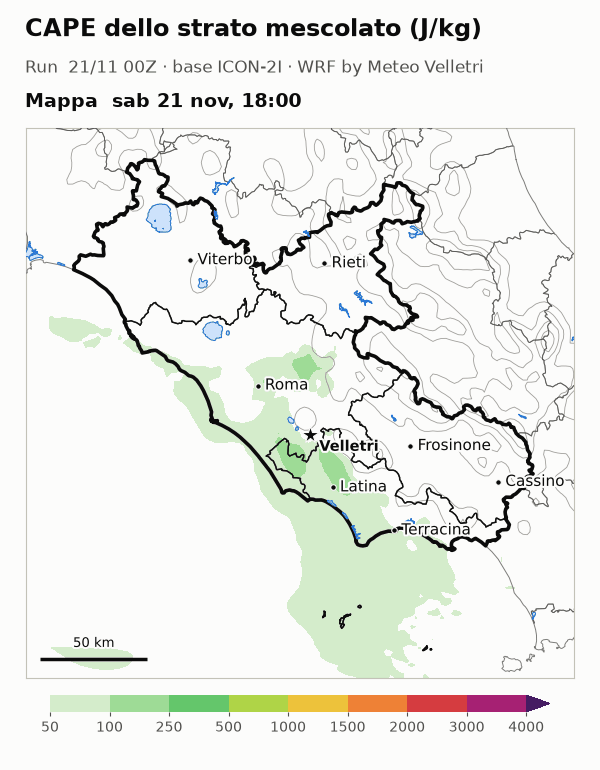 CAPE dello strato mescolato (J/kg)
Run  21/11 00Z · base ICON-2I · WRF by Meteo Velletri
Mappa  sab 21 nov, 18:00
Viterbo
Rieti
Roma
Velletri
Frosinone
Latina
Cassino
Terracina
50 km
50 100 250 500 1000 1500 2000 3000 4000